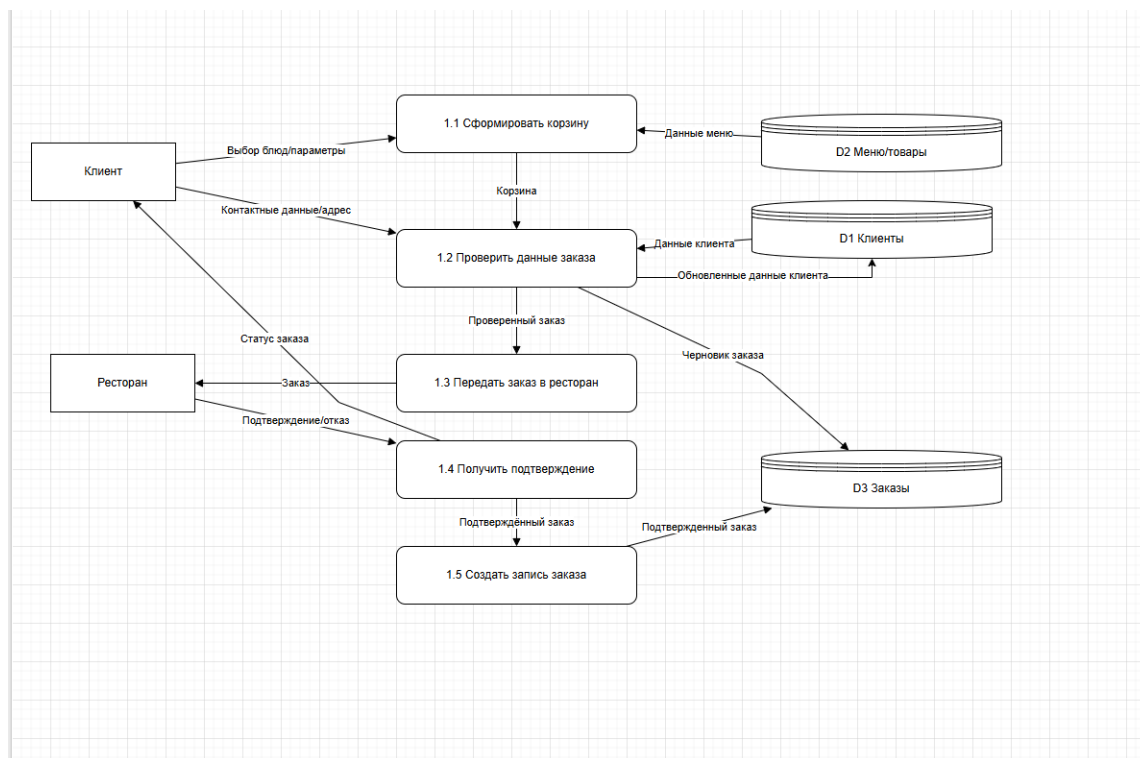 1.1 Сформировать корзину
Данные меню
D2 Меню/товары
Выбор блюд/параметры
Клиент
Корзина
Контактные данные/адрес
D1 Клиенты
Данные клиента
1.2 Проверить данные заказа
Обновленные данные клиента
Проверенный заказ
Статус заказа
Черновик заказа
Ресторан
Заказ
1.3 Передать заказ в ресторан
Подтверждение/отказ
1.4 Получить подтверждение
D3 Заказы
Подтверждённый заказ
Подтвержденный заказ
1.5 Создать запись заказа